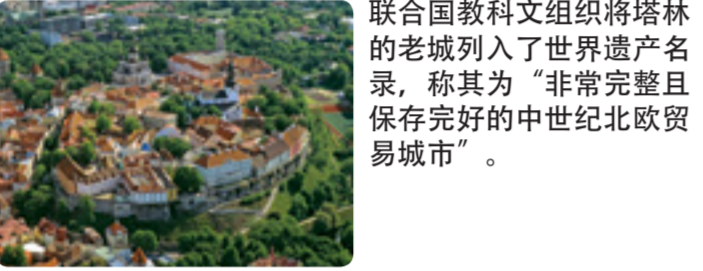 联合国教科文组织将塔林
的老城列入了世界遗产名
录，称其为“非常完整且
保存完好的中世纪北欧贸
易城市”。